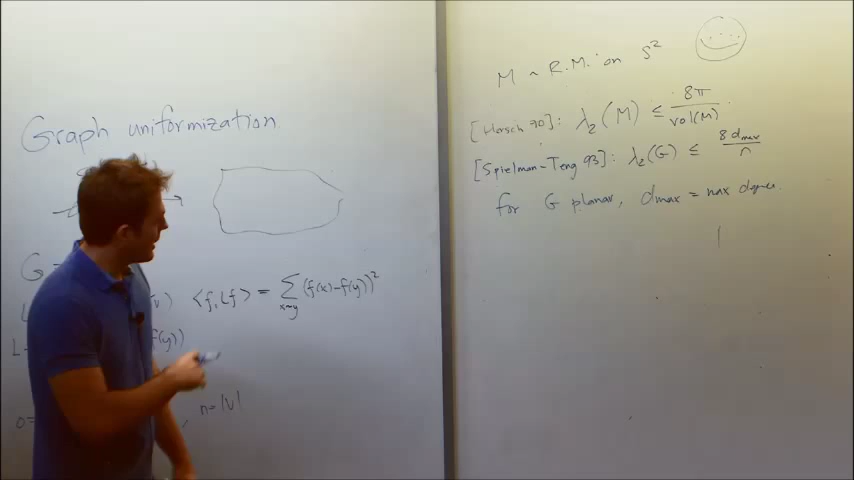 Graph uniformization
G
L
⟨f, Lf⟩ = ∑_{x~y} (f(x)-f(y))²
L
f(y))
0=
, n=|V|
M ~ R.M. on S²
[Hersch 70]: λ₂(M) ≤ 8π / vol(M) .
[Spielman-Teng 93]: λ₂(G) ≤ 8 d_max / n
for G planar, d_max = max degree.